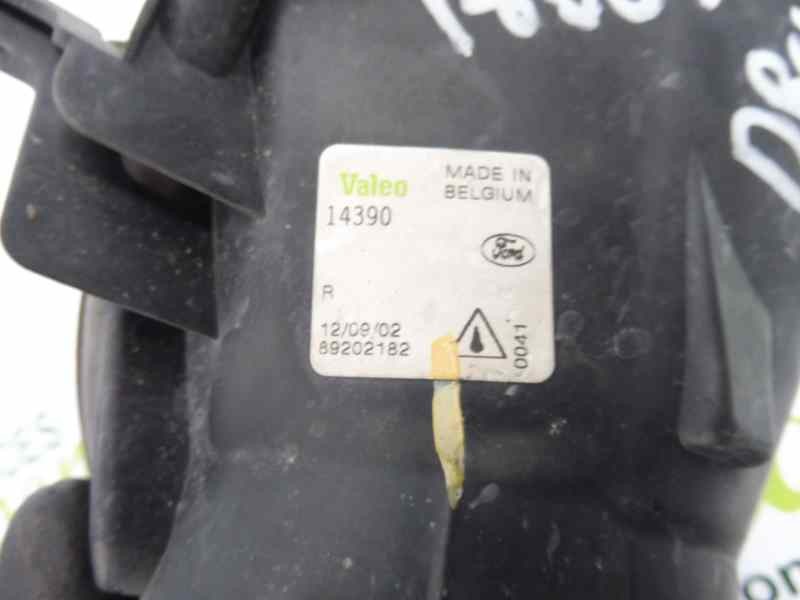 Valeo
MADE IN
BELGIUM
14390
Ford
R
12/09/02
89202182
0041